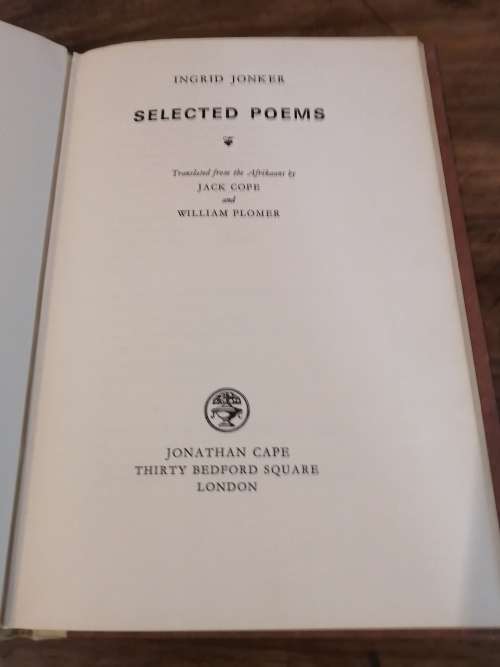 INGRID JONKER
SELECTED POEMS
Translated from the Afrikaans by
JACK COPE
and
WILLIAM PLOMER
JONATHAN CAPE
THIRTY BEDFORD SQUARE
LONDON